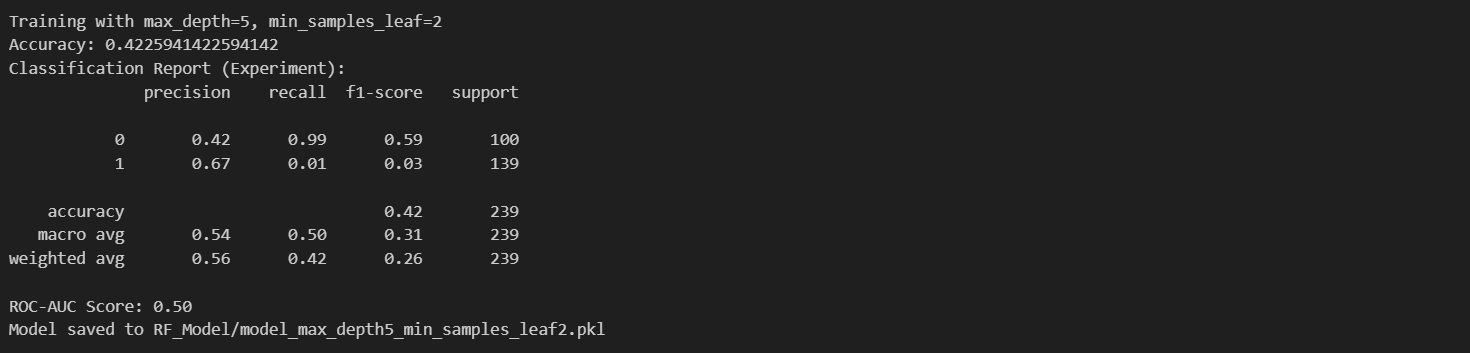 Training with max_depth=5, min_samples_leaf=2
Accuracy: 0.4225941422594142
Classification Report (Experiment):
              precision    recall  f1-score   support

           0       0.42      0.99      0.59       100
           1       0.67      0.01      0.03       139

    accuracy                           0.42       239
   macro avg       0.54      0.50      0.31       239
weighted avg       0.56      0.42      0.26       239

ROC-AUC Score: 0.50
Model saved to RF_Model/model_max_depth5_min_samples_leaf2.pkl